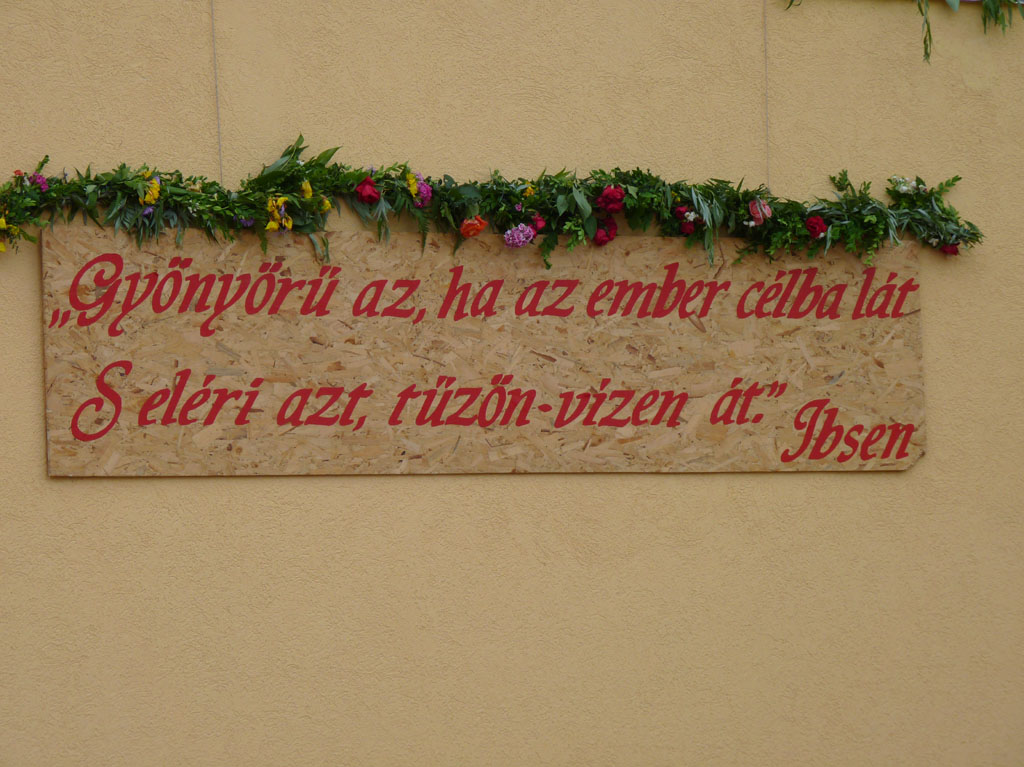 „Gyönyörű az, ha az ember célba lát
S eléri azt, tűzön-vízen át.”
Ibsen